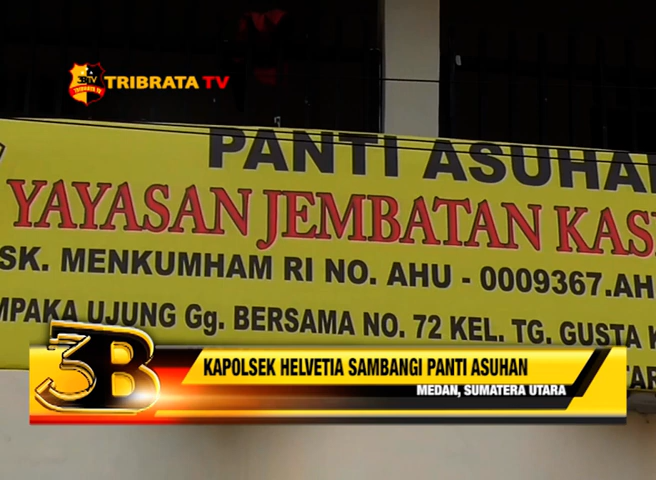 TRIBRATA TV
PANTI ASUHAN
YAYASAN JEMBATAN KAS
SK. MENKUMHAM RI NO. AHU - 0009367.AH
MPAKA UJUNG Gg. BERSAMA NO. 72 KEL. TG. GUSTA K
3B
KAPOLSEK HELVETIA SAMBANGI PANTI ASUHAN
MEDAN, SUMATERA UTARA